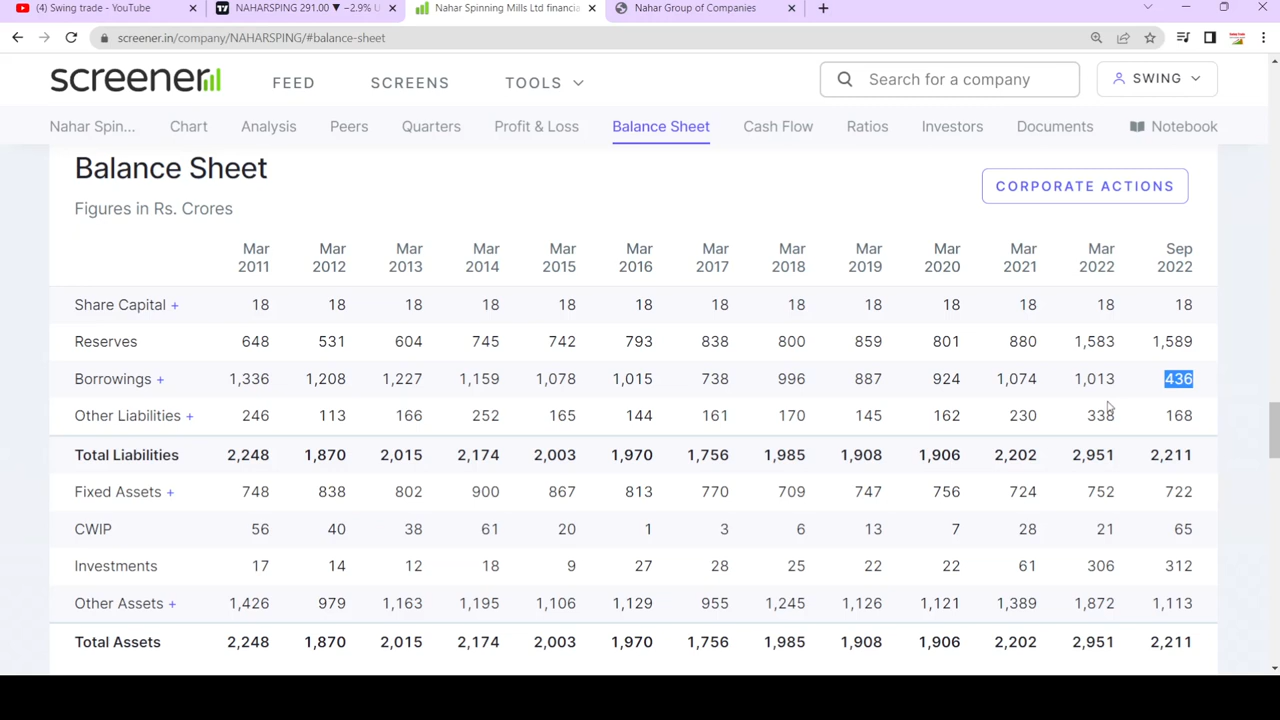 (4) Swing trade - YouTube
NAHARSPING 291.00 ▼ −2.9% U
Nahar Spinning Mills Ltd financia
Nahar Group of Companies
screener.in/company/NAHARSPING/#balance-sheet
screener FEED SCREENS TOOLS Search for a company SWING
Nahar Spin... Chart Analysis Peers Quarters Profit & Loss Balance Sheet Cash Flow Ratios Investors Documents Notebook
Balance Sheet
CORPORATE ACTIONS
Figures in Rs. Crores
Mar Mar Mar Mar Mar Mar Mar Mar Mar Mar Mar Mar Sep
2011 2012 2013 2014 2015 2016 2017 2018 2019 2020 2021 2022 2022
Share Capital + 18 18 18 18 18 18 18 18 18 18 18 18 18
Reserves 648 531 604 745 742 793 838 800 859 801 880 1,583 1,589
Borrowings + 1,336 1,208 1,227 1,159 1,078 1,015 738 996 887 924 1,074 1,013 436
Other Liabilities + 246 113 166 252 165 144 161 170 145 162 230 338 168
Total Liabilities 2,248 1,870 2,015 2,174 2,003 1,970 1,756 1,985 1,908 1,906 2,202 2,951 2,211
Fixed Assets + 748 838 802 900 867 813 770 709 747 756 724 752 722
CWIP 56 40 38 61 20 1 3 6 13 7 28 21 65
Investments 17 14 12 18 9 27 28 25 22 22 61 306 312
Other Assets + 1,426 979 1,163 1,195 1,106 1,129 955 1,245 1,126 1,121 1,389 1,872 1,113
Total Assets 2,248 1,870 2,015 2,174 2,003 1,970 1,756 1,985 1,908 1,906 2,202 2,951 2,211